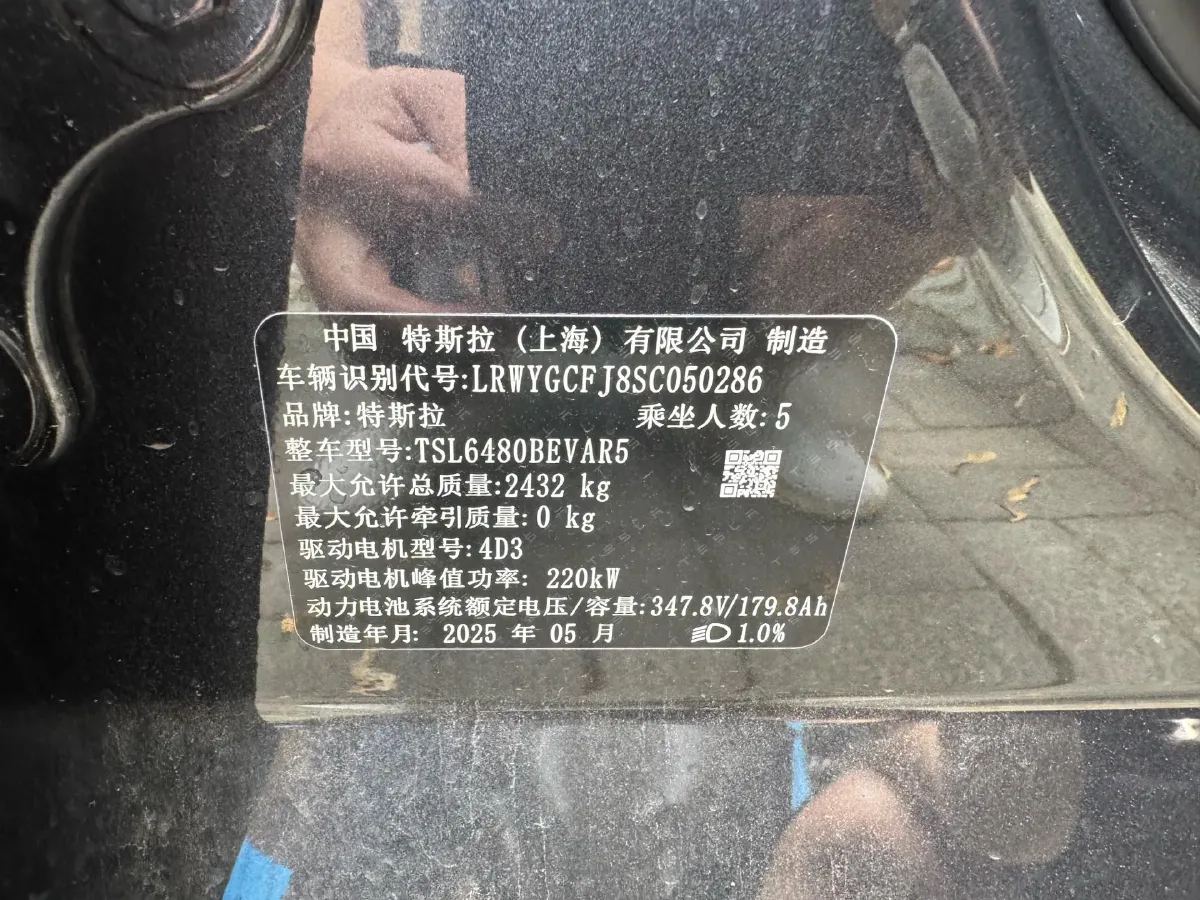 中国 特斯拉（上海）有限公司 制造
车辆识别代号:LRWYGCFJ8SC050286
品牌:特斯拉 乘坐人数:5
整车型号:TSL6480BEVAR5
最大允许总质量:2432 kg
最大允许牵引质量:0 kg
驱动电机型号:4D3
驱动电机峰值功率: 220kW
动力电池系统额定电压/容量:347.8V/179.8Ah
制造年月: 2025 年 05 月 1.0%